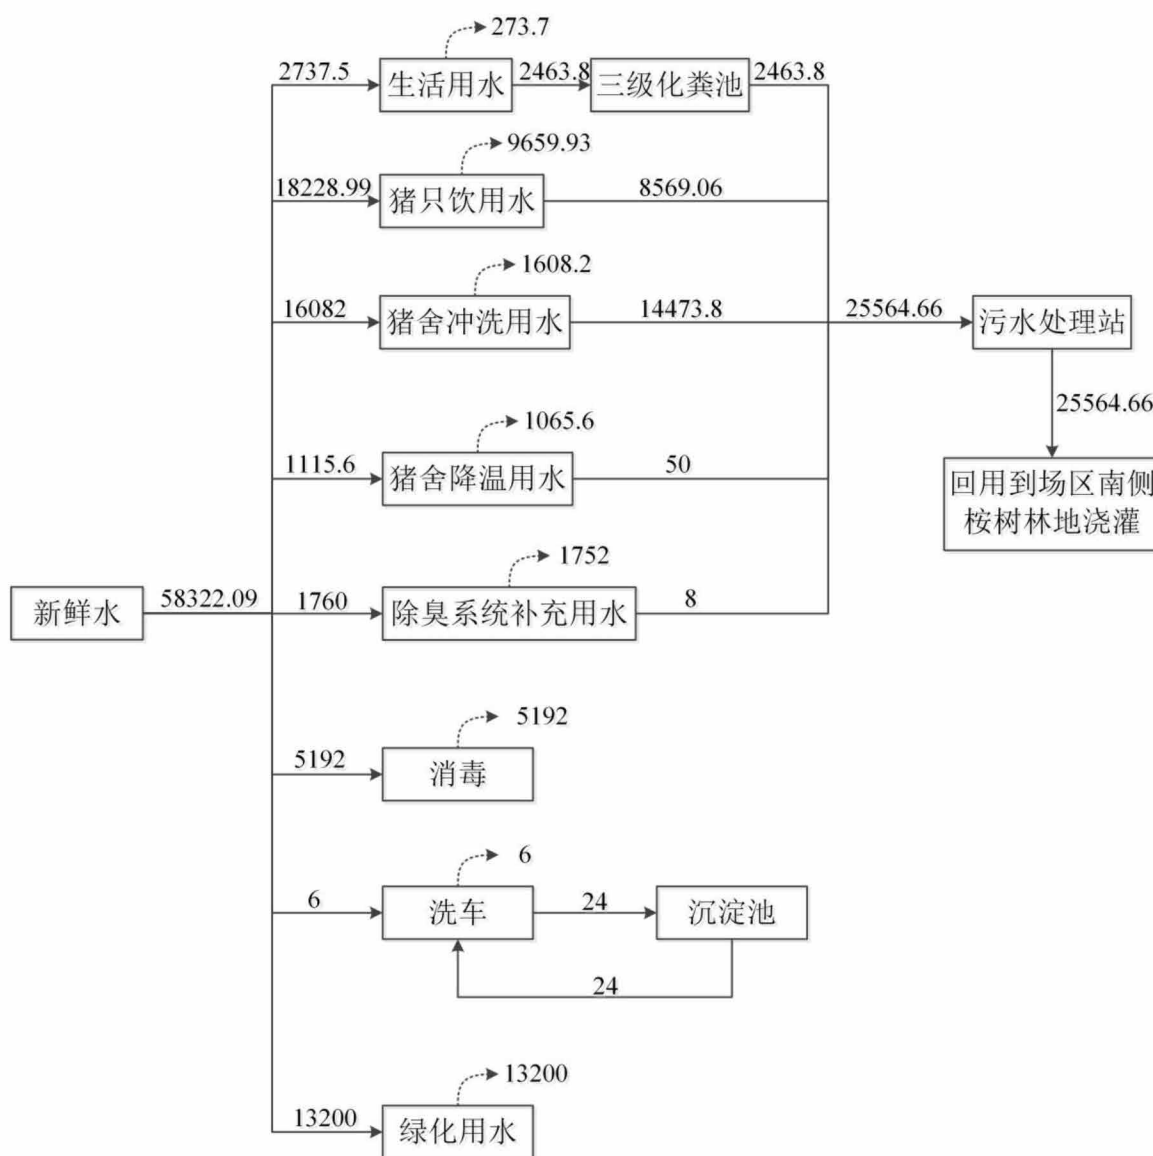 273.7
2737.5
生活用水
2463.8
三级化粪池
2463.8
9659.93
18228.99
猪只饮用水
8569.06
1608.2
16082
猪舍冲洗用水
14473.8
25564.66
污水处理站
25564.66
1065.6
1115.6
猪舍降温用水
50
回用到场区南侧
桉树林地浇灌
1752
新鲜水
58322.09
1760
除臭系统补充用水
8
5192
5192
消毒
6
6
洗车
24
沉淀池
24
13200
13200
绿化用水